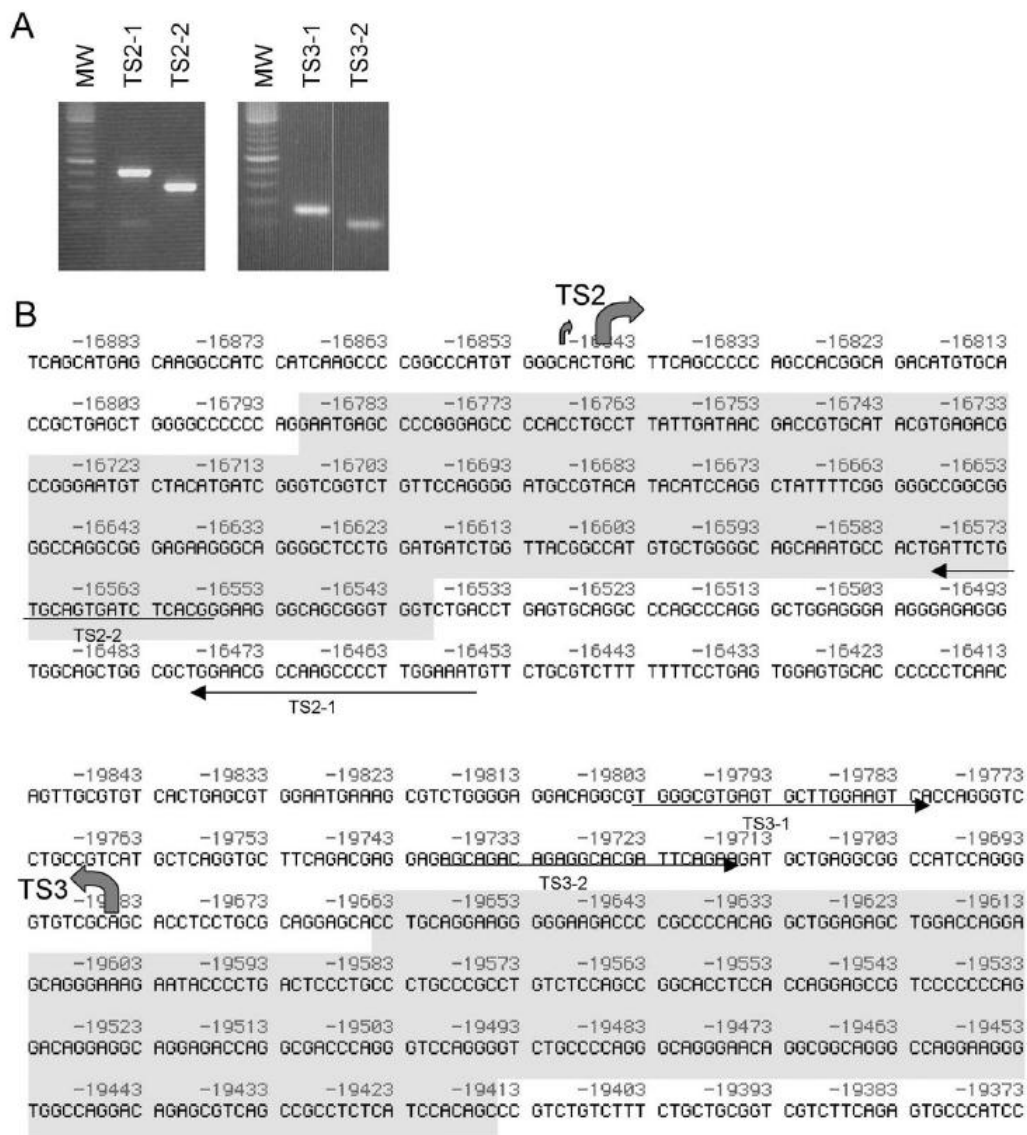 A
MW TS2-1 TS2-2 MW TS3-1 TS3-2
B
TS2
-16883 -16873 -16863 -16853 -16843 -16833 -16823 -16813
TCAGCATGAG CAAGGCCATC CATCAAGCCC CGGCCCATGT GGGCACTGAC TTCAGCCCCC AGCCACGGCA GACATGTGCA
-16803 -16793 -16783 -16773 -16763 -16753 -16743 -16733
CCGCTGAGCT GGGGCCCCCC AGGAATGAGC CCCGGGAGCC CCACCTGCCT TATTGATAAC GACCGTGCAT ACGTGAGACG
-16723 -16713 -16703 -16693 -16683 -16673 -16663 -16653
CCGGGAATGT CTACATGATC GGGTCGGTCT GTTCCAGGGG ATGCCGTACA TACATCCAGG CTATTTTCGG GGGCCGGCGG
-16643 -16633 -16623 -16613 -16603 -16593 -16583 -16573
GGCCAGGCGG GAGAAGGGCA GGGGCTCCTG GATGATCTGG TTACGGCCAT GTGCTGGGGC AGCAAATGCC ACTGATTCTG
-16563 -16553 -16543 -16533 -16523 -16513 -16503 -16493
TGCAGTGATC TCACGGGAAG GGCAGCGGGT GGTCTGACCT GAGTGCAGGC CCAGCCCAGG GCTGGAGGGA AGGGAGAGGG
TS2-2
-16483 -16473 -16463 -16453 -16443 -16433 -16423 -16413
TGGCAGCTGG CGCTGGAACG CCAAGCCCCT TGGAAATGTT CTGCGTCTTT TTTTCCTGAG TGGAGTGCAC CCCCCTCAAC
TS2-1
-19843 -19833 -19823 -19813 -19803 -19793 -19783 -19773
AGTTGCGTGT CACTGAGCGT GGAATGAAAG CGTCTGGGGA GGACAGGCGT GGGCGTGAGT GCTTGGAAGT CACCAGGGTC
TS3-1
-19763 -19753 -19743 -19733 -19723 -19713 -19703 -19693
CTGCCGTCAT GCTCAGGTGC TTCAGACGAG GAGAGCAGAC AGAGGCACGA TTCAGAAGAT GCTGAGGCGG CCATCCAGGG
TS3-2
TS3
-19683 -19673 -19663 -19653 -19643 -19633 -19623 -19613
GTGTCGCAGC ACCTCCTGCG CAGGAGCACC TGCAGGAAGG GGGAAGACCC CGCCCCACAG GCTGGAGAGC TGGACCAGGA
-19603 -19593 -19583 -19573 -19563 -19553 -19543 -19533
GCAGGGAAAG AATACCCCTG ACTCCCTGCC CTGCCCGCCT GTCTCCAGCC GGCACCTCCA CCAGGAGCCG TCCCCCCCAG
-19523 -19513 -19503 -19493 -19483 -19473 -19463 -19453
GACAGGAGGC AGGAGACCAG GCGACCCAGG GTCCAGGGGT CTGCCCCAGG GCAGGGAACA GGCGGCAGGG CCAGGAAGGG
-19443 -19433 -19423 -19413 -19403 -19393 -19383 -19373
TGGCCAGGAC AGAGCGTCAG CCGCCTCTCA TCCACAGCCC GTCTGTCTTT CTGCTGCGGT CGTCTTCAGA GTGCCCATCC